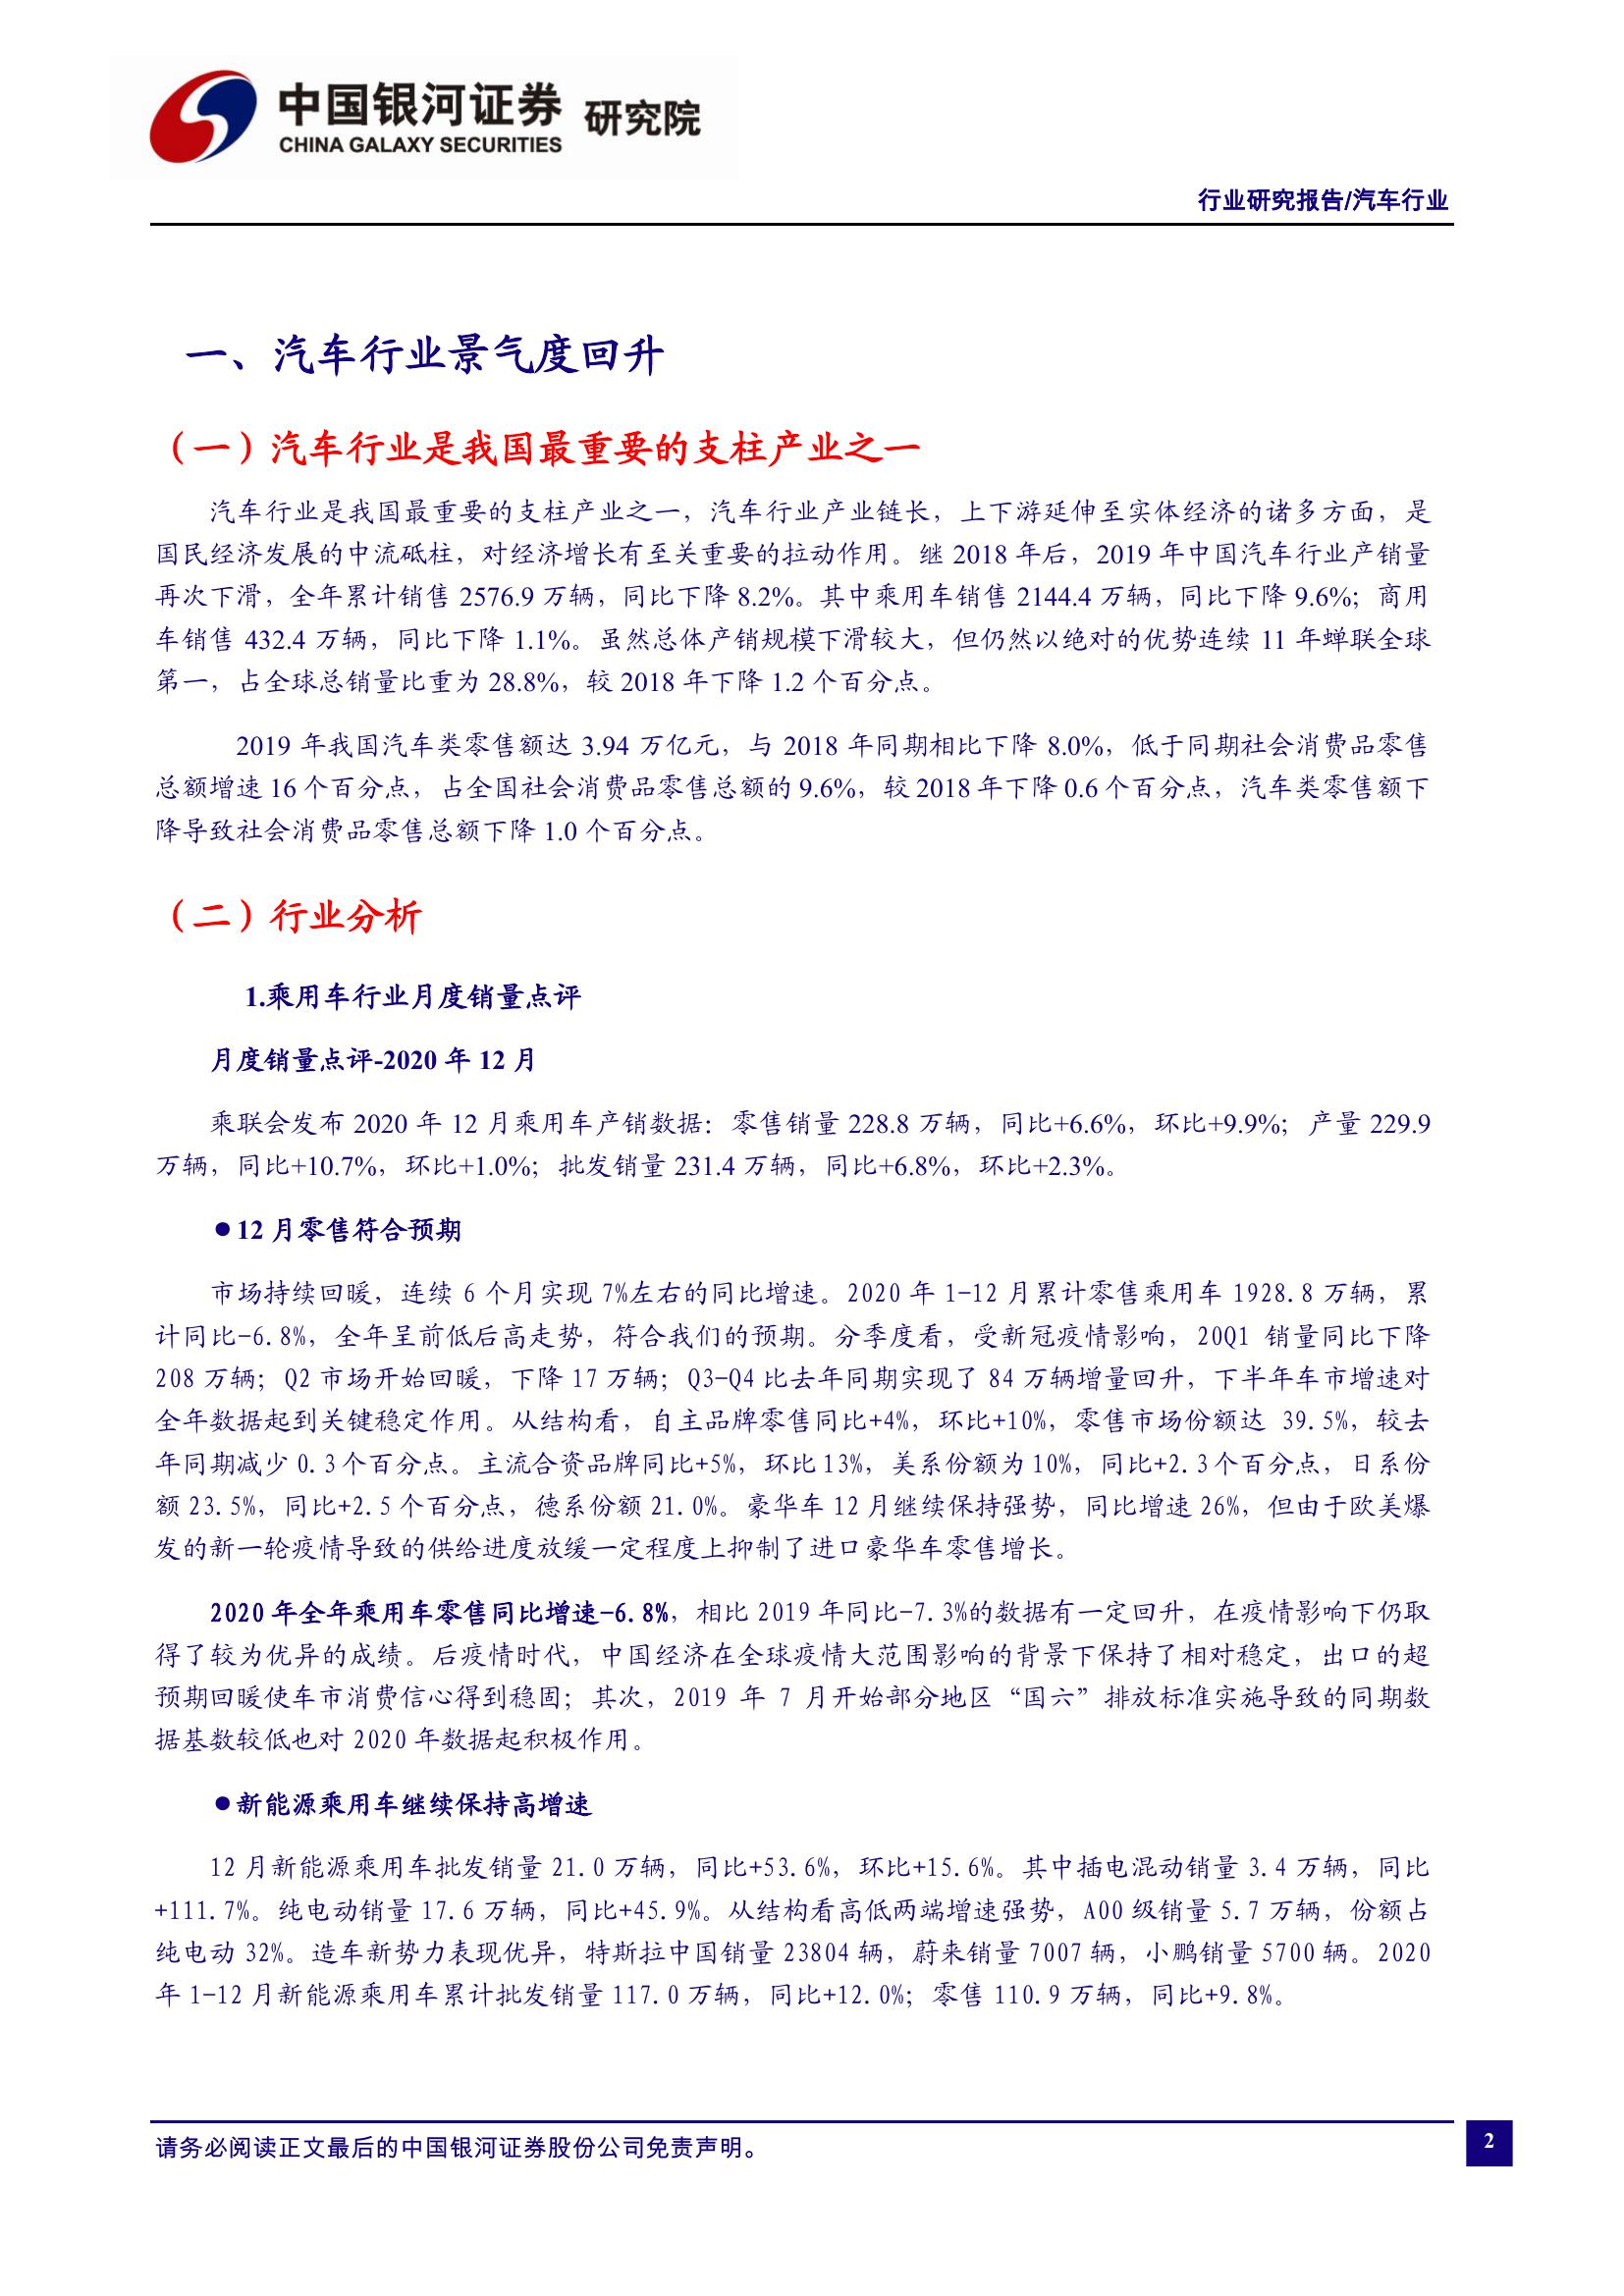 中国银河证券 研究院
CHINA GALAXY SECURITIES
行业研究报告/汽车行业
一、汽车行业景气度回升
（一）汽车行业是我国最重要的支柱产业之一
汽车行业是我国最重要的支柱产业之一，汽车行业产业链长，上下游延伸至实体经济的诸多方面，是
国民经济发展的中流砥柱，对经济增长有至关重要的拉动作用。继 2018 年后，2019 年中国汽车行业产销量
再次下滑，全年累计销售 2576.9 万辆，同比下降 8.2%。其中乘用车销售 2144.4 万辆，同比下降 9.6%；商用
车销售 432.4 万辆，同比下降 1.1%。虽然总体产销规模下滑较大，但仍然以绝对的优势连续 11 年蝉联全球
第一，占全球总销量比重为 28.8%，较 2018 年下降 1.2 个百分点。
2019 年我国汽车类零售额达 3.94 万亿元，与 2018 年同期相比下降 8.0%，低于同期社会消费品零售
总额增速 16 个百分点，占全国社会消费品零售总额的 9.6%，较 2018 年下降 0.6 个百分点，汽车类零售额下
降导致社会消费品零售总额下降 1.0 个百分点。
（二）行业分析
1.乘用车行业月度销量点评
月度销量点评-2020 年 12 月
乘联会发布 2020 年 12 月乘用车产销数据：零售销量 228.8 万辆，同比+6.6%，环比+9.9%；产量 229.9
万辆，同比+10.7%，环比+1.0%；批发销量 231.4 万辆，同比+6.8%，环比+2.3%。
●12 月零售符合预期
市场持续回暖，连续 6 个月实现 7%左右的同比增速。2020 年 1-12 月累计零售乘用车 1928.8 万辆，累
计同比-6.8%，全年呈前低后高走势，符合我们的预期。分季度看，受新冠疫情影响，20Q1 销量同比下降
208 万辆；Q2 市场开始回暖，下降 17 万辆；Q3-Q4 比去年同期实现了 84 万辆增量回升，下半年车市增速对
全年数据起到关键稳定作用。从结构看，自主品牌零售同比+4%，环比+10%，零售市场份额达 39.5%，较去
年同期减少 0.3 个百分点。主流合资品牌同比+5%，环比 13%，美系份额为 10%，同比+2.3 个百分点，日系份
额 23.5%，同比+2.5 个百分点，德系份额 21.0%。豪华车 12 月继续保持强势，同比增速 26%，但由于欧美爆
发的新一轮疫情导致的供给进度放缓一定程度上抑制了进口豪华车零售增长。
2020 年全年乘用车零售同比增速-6.8%，相比 2019 年同比-7.3%的数据有一定回升，在疫情影响下仍取
得了较为优异的成绩。后疫情时代，中国经济在全球疫情大范围影响的背景下保持了相对稳定，出口的超
预期回暖使车市消费信心得到稳固；其次，2019 年 7 月开始部分地区“国六”排放标准实施导致的同期数
据基数较低也对 2020 年数据起积极作用。
●新能源乘用车继续保持高增速
12 月新能源乘用车批发销量 21.0 万辆，同比+53.6%，环比+15.6%。其中插电混动销量 3.4 万辆，同比
+111.7%。纯电动销量 17.6 万辆，同比+45.9%。从结构看高低两端增速强势，A00 级销量 5.7 万辆，份额占
纯电动 32%。造车新势力表现优异，特斯拉中国销量 23804 辆，蔚来销量 7007 辆，小鹏销量 5700 辆。2020
年 1-12 月新能源乘用车累计批发销量 117.0 万辆，同比+12.0%；零售 110.9 万辆，同比+9.8%。
请务必阅读正文最后的中国银河证券股份公司免责声明。
2